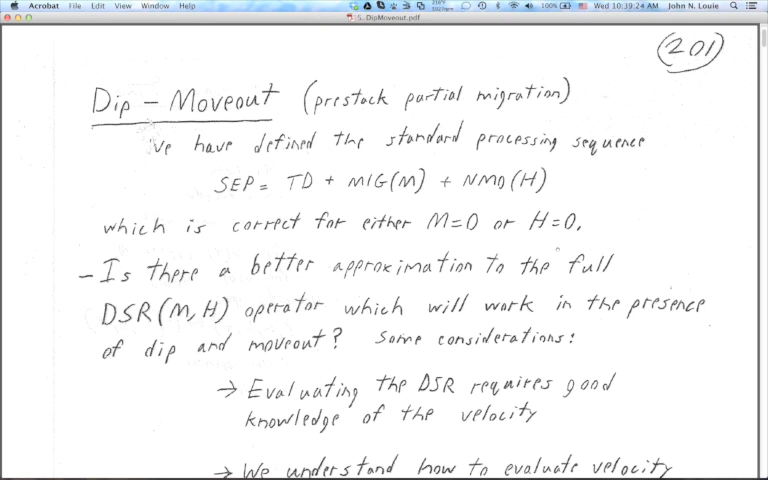 Acrobat File Edit View Window Help 100% Wed 10:39:24 AM John N. Louie
5. DipMoveout.pdf
(201)
Dip - Moveout (prestack partial migration)
We have defined the standard processing sequence
SEP = TD + MIG(M) + NMO(H)
which is correct for either M=0 or H=0.
- Is there a better approximation to the full
DSR(M,H) operator which will work in the presence
of dip and moveout? Some considerations:
→ Evaluating the DSR requires good
knowledge of the velocity
→ We understand how to evaluate velocity